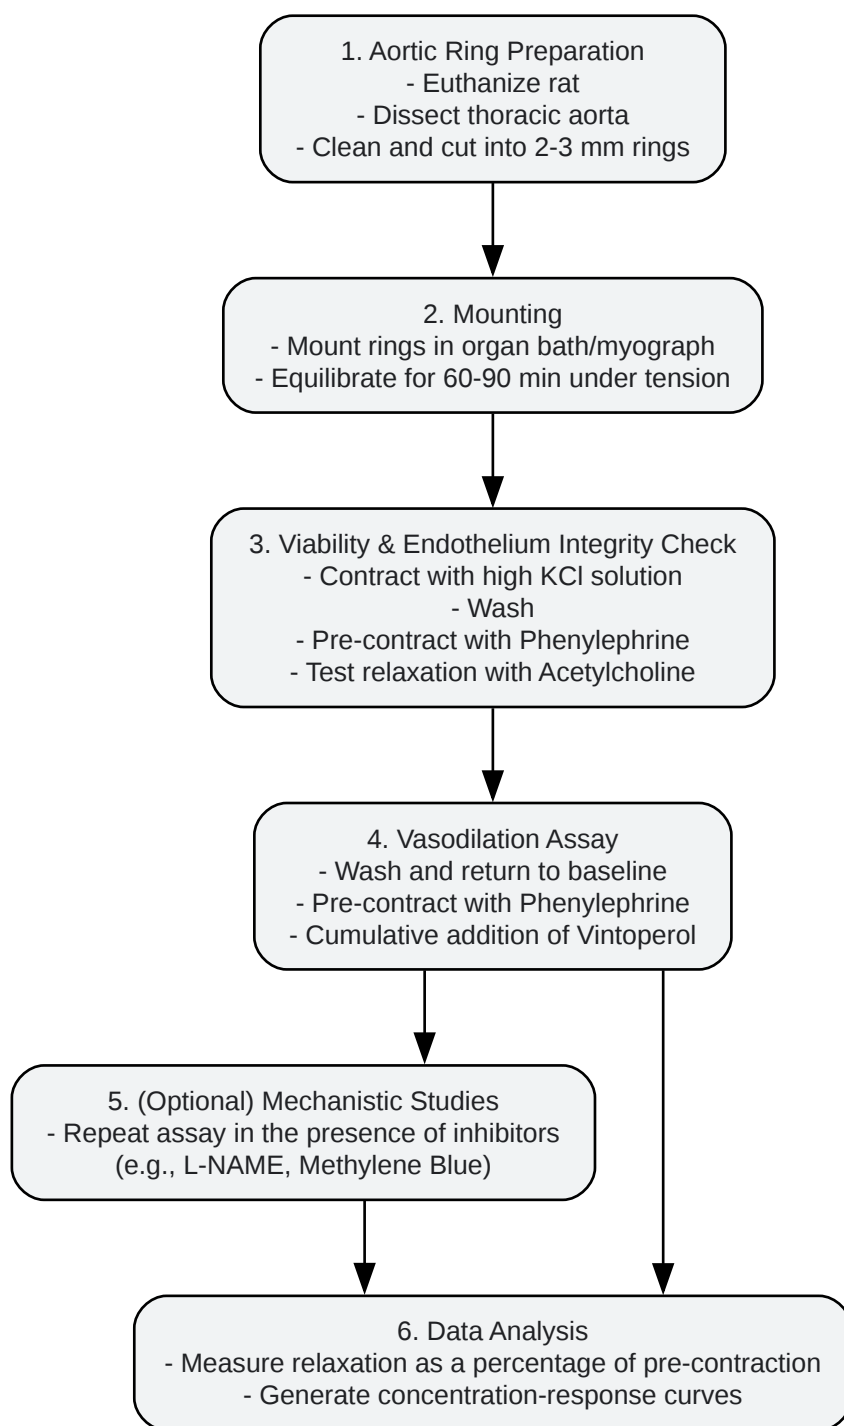 1. Aortic Ring Preparation
- Euthanize rat
- Dissect thoracic aorta
- Clean and cut into 2-3 mm rings
2. Mounting
- Mount rings in organ bath/myograph
- Equilibrate for 60-90 min under tension
3. Viability & Endothelium Integrity Check
- Contract with high KCl solution
- Wash
- Pre-contract with Phenylephrine
- Test relaxation with Acetylcholine
4. Vasodilation Assay
- Wash and return to baseline
- Pre-contract with Phenylephrine
- Cumulative addition of Vintoperol
5. (Optional) Mechanistic Studies
- Repeat assay in the presence of inhibitors
(e.g., L-NAME, Methylene Blue)
6. Data Analysis
- Measure relaxation as a percentage of pre-contraction
- Generate concentration-response curves